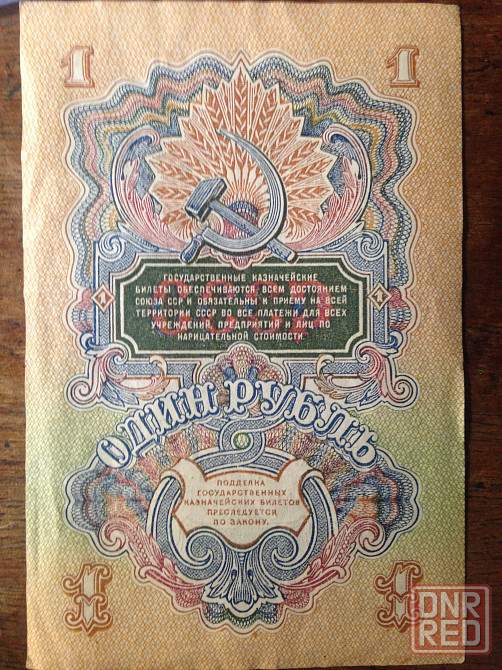 1 1
ГОСУДАРСТВЕННЫЕ КАЗНАЧЕЙСКИЕ
БИЛЕТЫ ОБЕСПЕЧИВАЮТСЯ ВСЕМ ДОСТОЯНИЕМ
СОЮЗА ССР И ОБЯЗАТЕЛЬНЫ К ПРИЕМУ НА ВСЕЙ
1 ТЕРРИТОРИИ СССР ВО ВСЕ ПЛАТЕЖИ ДЛЯ ВСЕХ 1
УЧРЕЖДЕНИЙ, ПРЕДПРИЯТИЙ И ЛИЦ ПО
НАРИЦАТЕЛЬНОЙ СТОИМОСТИ.
ОДИН РУБЛЬ
ПОДДЕЛКА
ГОСУДАРСТВЕННЫХ
КАЗНАЧЕЙСКИХ БИЛЕТОВ
ПРЕСЛЕДУЕТСЯ
ПО ЗАКОНУ.
1 1
DNR
RED